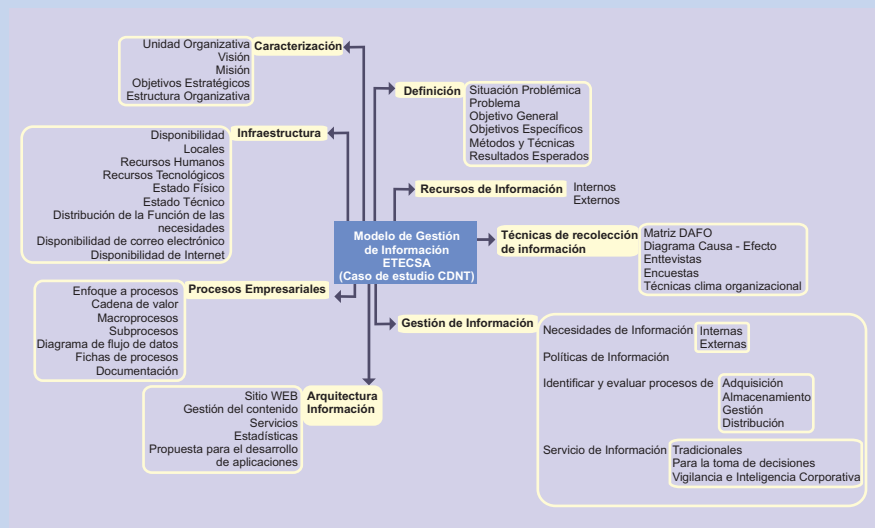 Modelo de Gestión
de Información
ETECSA
(Caso de estudio CDNT)
Caracterización
Unidad Organizativa
Visión
Misión
Objetivos Estratégicos
Estructura Organizativa
Infraestructura
Disponibilidad
Locales
Recursos Humanos
Recursos Tecnológicos
Estado Físico
Estado Técnico
Distribución de la Función de las
necesidades
Disponibilidad de correo electrónico
Disponibilidad de Internet
Procesos Empresariales
Enfoque a procesos
Cadena de valor
Macroprocesos
Subprocesos
Diagrama de flujo de datos
Fichas de procesos
Documentación
Arquitectura
Información
Sitio WEB
Gestión del contenido
Servicios
Estadísticas
Propuesta para el desarrollo
de aplicaciones
Definición
Situación Problémica
Problema
Objetivo General
Objetivos Específicos
Métodos y Técnicas
Resultados Esperados
Recursos de Información
Internos
Externos
Técnicas de recolección
de información
Matriz DAFO
Diagrama Causa - Efecto
Enttevistas
Encuestas
Técnicas clima organizacional
Gestión de Información
Necesidades de Información
Internas
Externas
Políticas de Información
Identificar y evaluar procesos de
Adquisición
Almacenamiento
Gestión
Distribución
Servicio de Información
Tradicionales
Para la toma de decisiones
Vigilancia e Inteligencia Corporativa